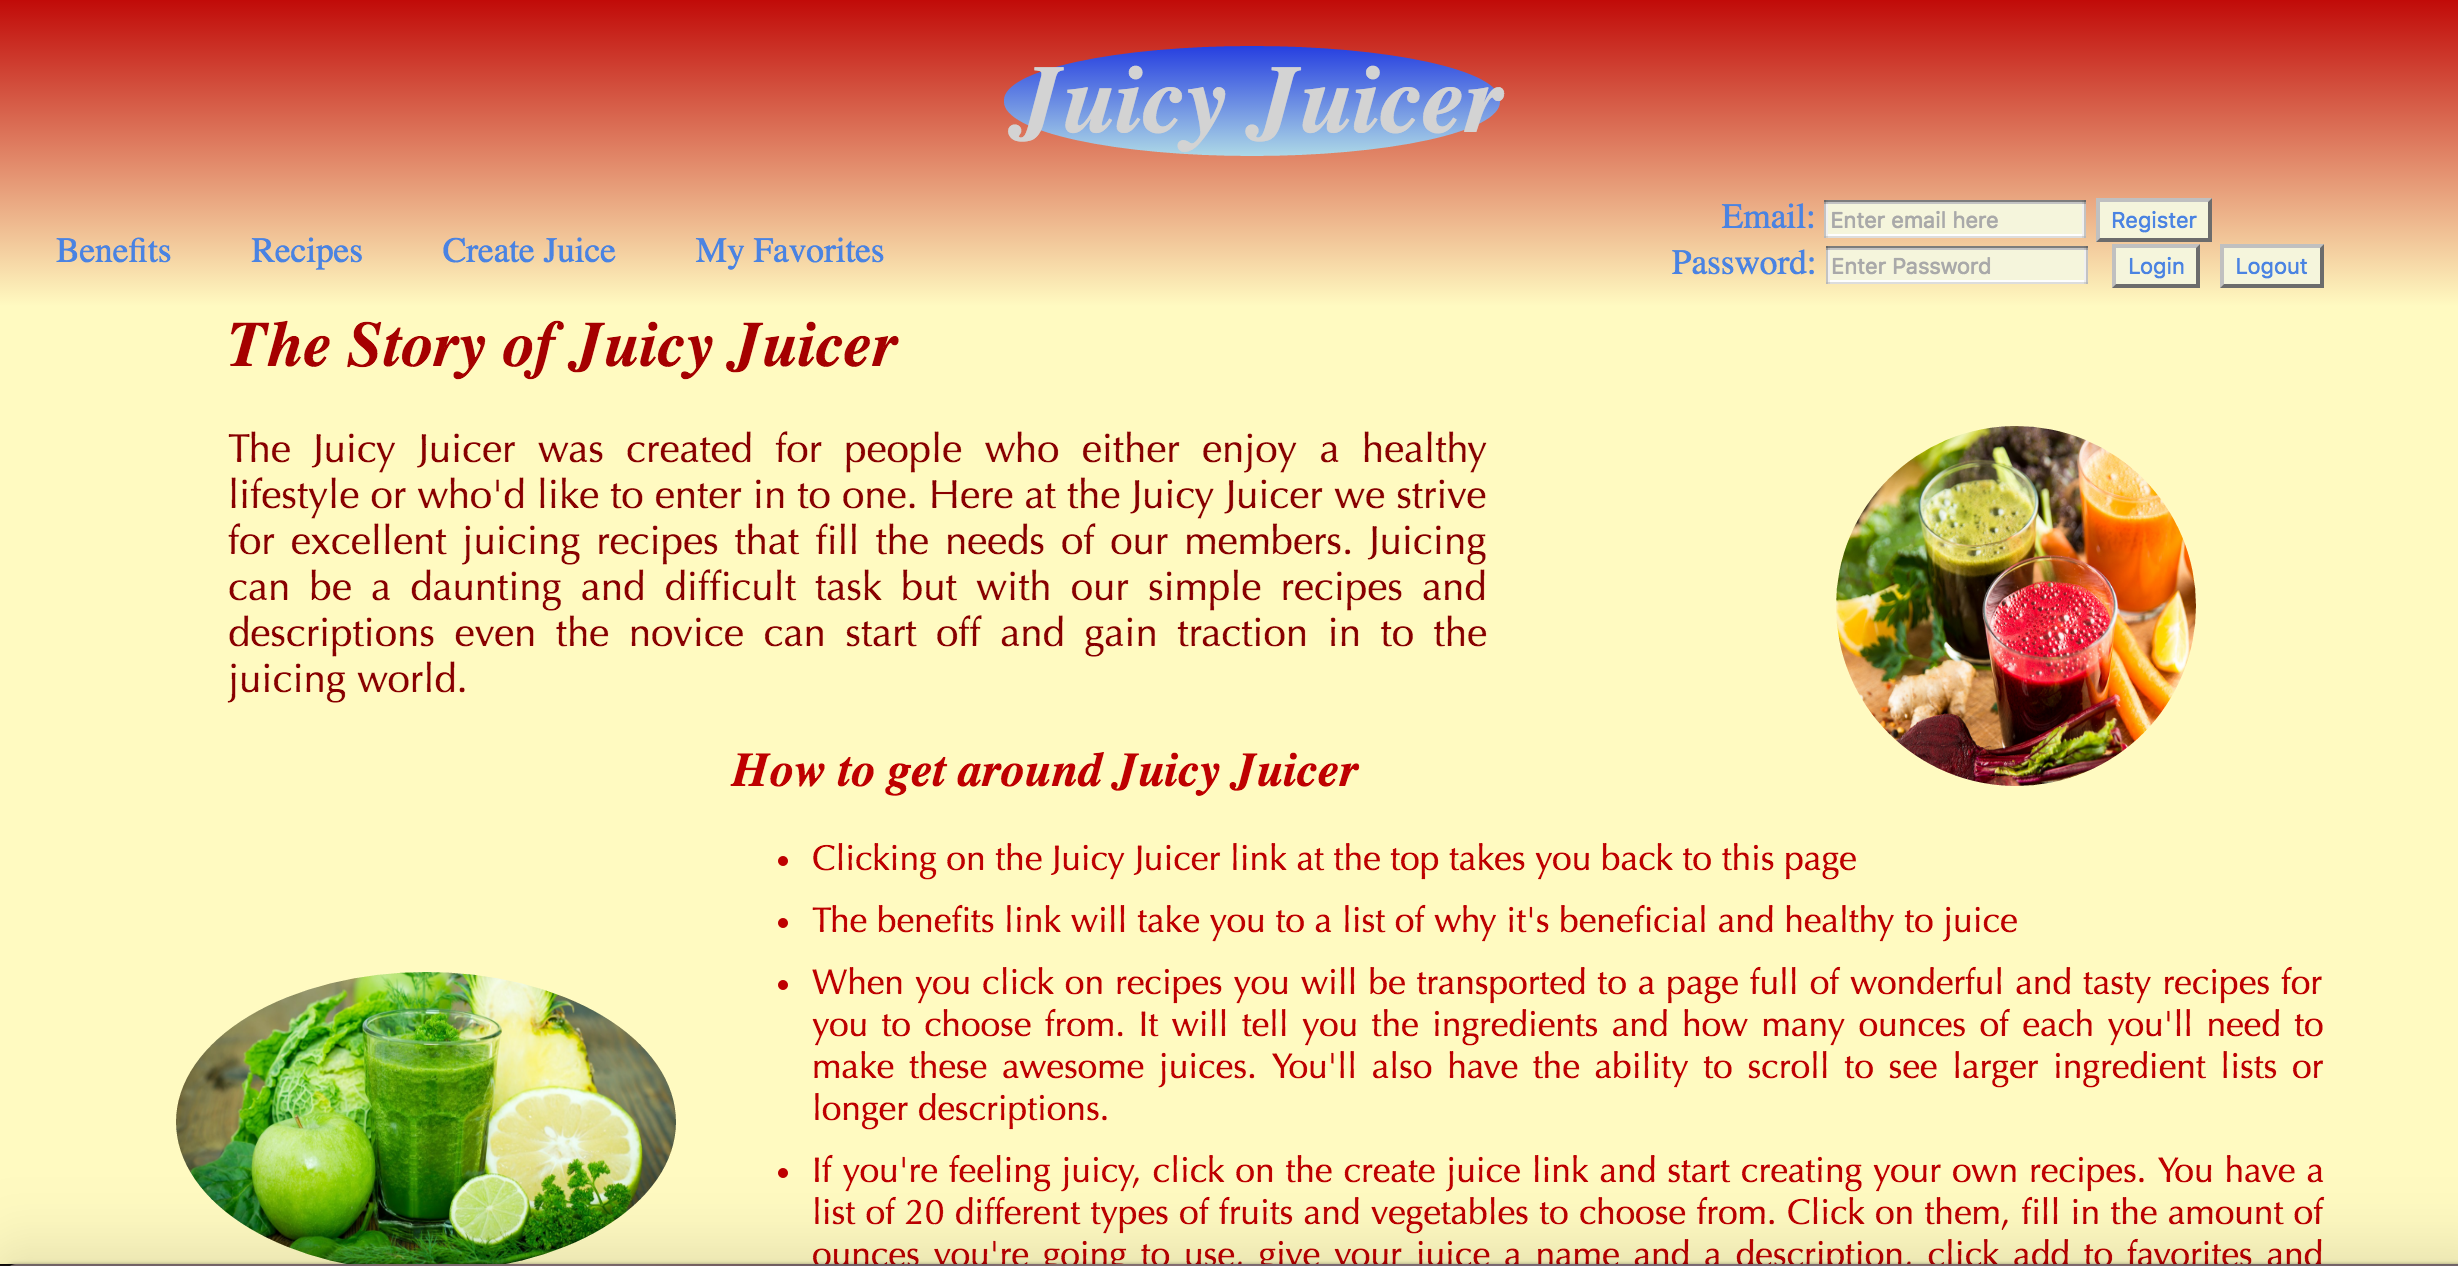 Juicy Juicer
Benefits Recipes Create Juice My Favorites
Email: Enter email here Register
Password: Enter Password Login Logout
The Story of Juicy Juicer
The Juicy Juicer was created for people who either enjoy a healthy
lifestyle or who'd like to enter in to one. Here at the Juicy Juicer we strive
for excellent juicing recipes that fill the needs of our members. Juicing
can be a daunting and difficult task but with our simple recipes and
descriptions even the novice can start off and gain traction in to the
juicing world.
How to get around Juicy Juicer
• Clicking on the Juicy Juicer link at the top takes you back to this page
• The benefits link will take you to a list of why it's beneficial and healthy to juice
• When you click on recipes you will be transported to a page full of wonderful and tasty recipes for
you to choose from. It will tell you the ingredients and how many ounces of each you'll need to
make these awesome juices. You'll also have the ability to scroll to see larger ingredient lists or
longer descriptions.
• If you're feeling juicy, click on the create juice link and start creating your own recipes. You have a
list of 20 different types of fruits and vegetables to choose from. Click on them, fill in the amount of
ounces you're going to use, give your juice a name and a description, click add to favorites and